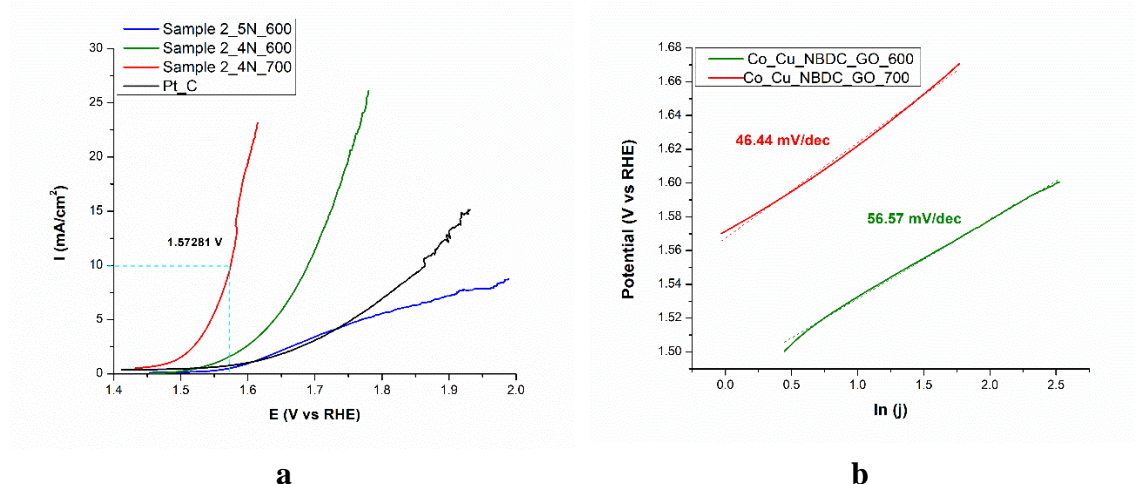 Sample 2_5N_600
Sample 2_4N_600
Sample 2_4N_700
Pt_C
30
25
20
15
10
5
0
I (mA/cm²)
1.57281 V
1.4 1.5 1.6 1.7 1.8 1.9 2.0
E (V vs RHE)
a
Co_Cu_NBDC_GO_600
Co_Cu_NBDC_GO_700
1.68
1.66
1.64
1.62
1.60
1.58
1.56
1.54
1.52
1.50
Potential (V vs RHE)
46.44 mV/dec
56.57 mV/dec
0.0 0.5 1.0 1.5 2.0 2.5
ln (j)
b